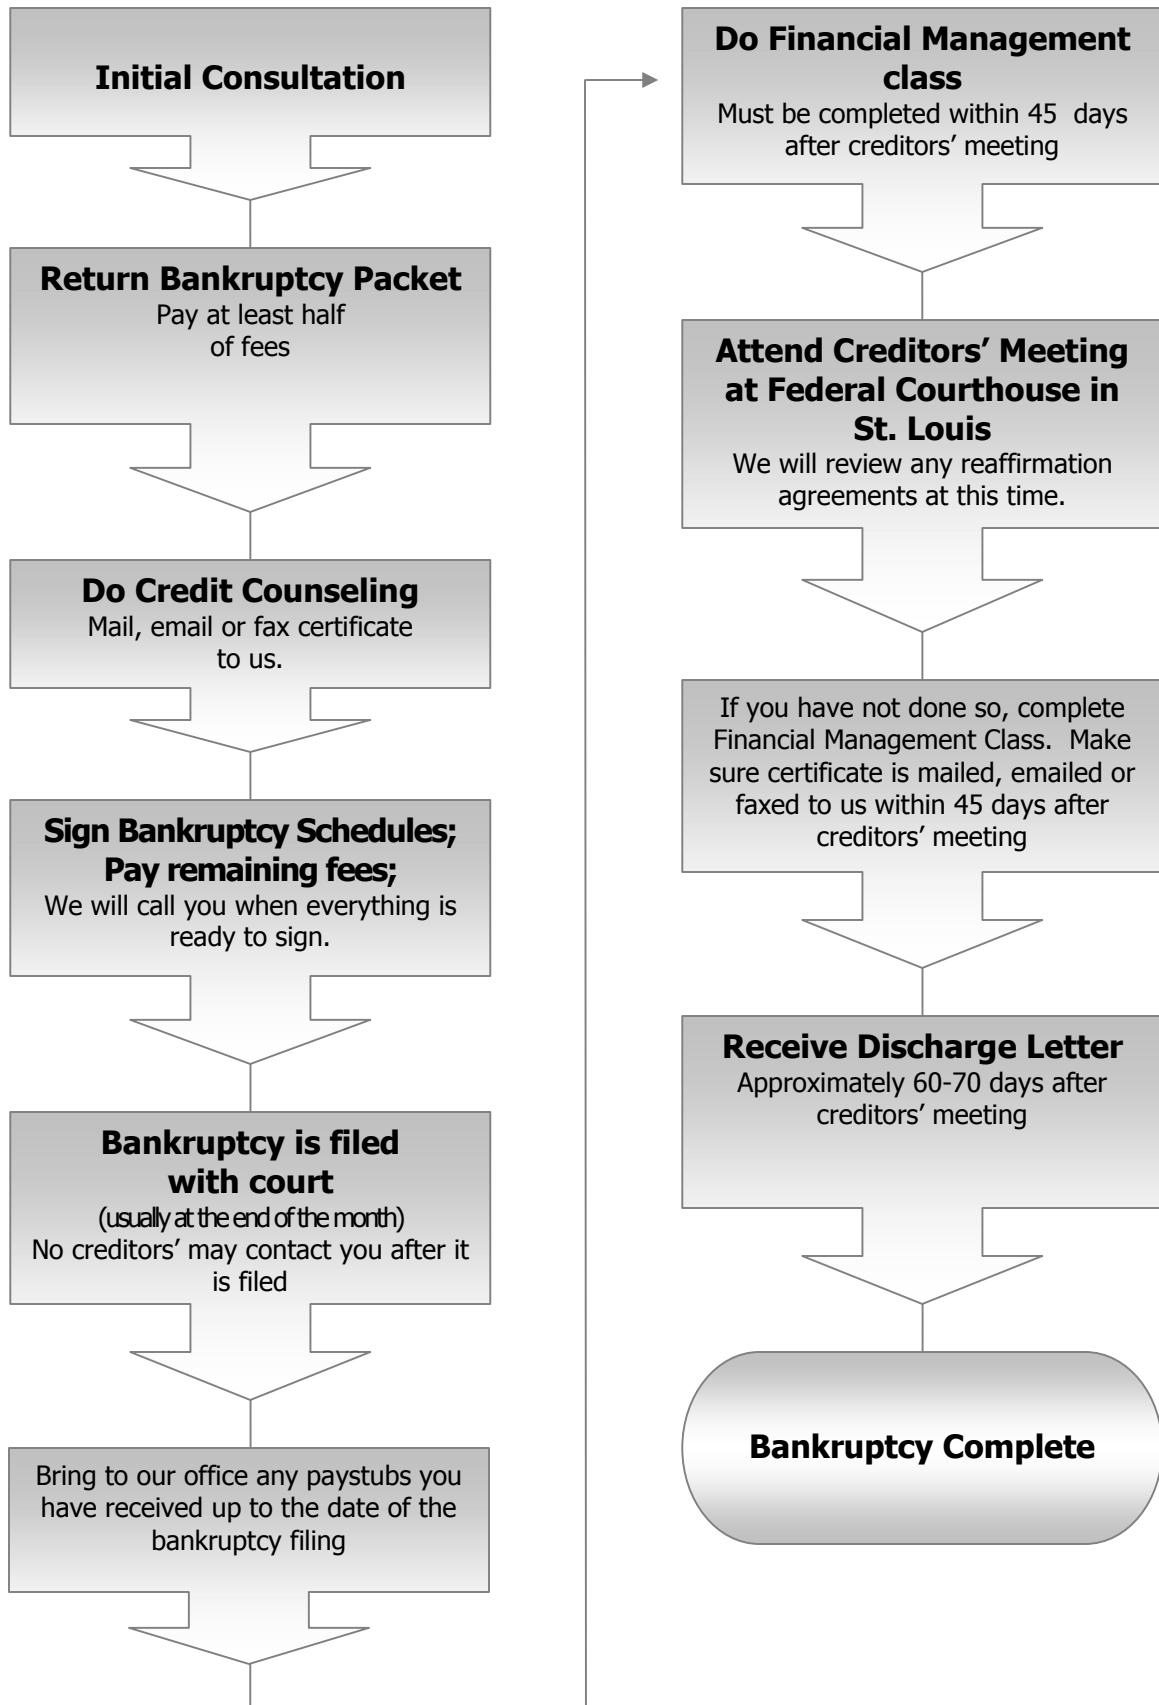 Initial Consultation
Return Bankruptcy Packet
Pay at least half
of fees
Do Credit Counseling
Mail, email or fax certificate
to us.
Sign Bankruptcy Schedules;
Pay remaining fees;
We will call you when everything is
ready to sign.
Bankruptcy is filed
with court
(usually at the end of the month)
No creditors’ may contact you after it
is filed
Bring to our office any paystubs you
have received up to the date of the
bankruptcy filing
Do Financial Management
class
Must be completed within 45  days
after creditors’ meeting
Attend Creditors’ Meeting
at Federal Courthouse in
St. Louis
We will review any reaffirmation
agreements at this time.
If you have not done so, complete
Financial Management Class.  Make
sure certificate is mailed, emailed or
faxed to us within 45 days after
creditors’ meeting
Receive Discharge Letter
Approximately 60-70 days after
creditors’ meeting
Bankruptcy Complete